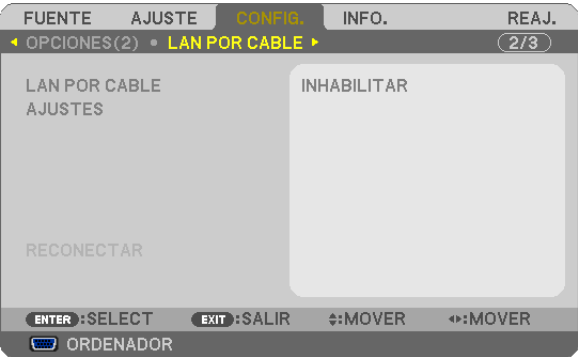 FUENTE AJUSTE CONFIG. INFO. REAJ.
OPCIONES(2) • LAN POR CABLE 2/3
LAN POR CABLE INHABILITAR
AJUSTES
RECONECTAR
ENTER :SELECT EXIT :SALIR :MOVER :MOVER
ORDENADOR